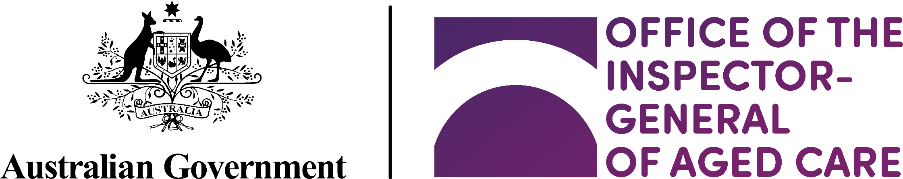 AUSTRALIA
Australian Government
OFFICE OF THE
INSPECTOR-
GENERAL
OF AGED CARE